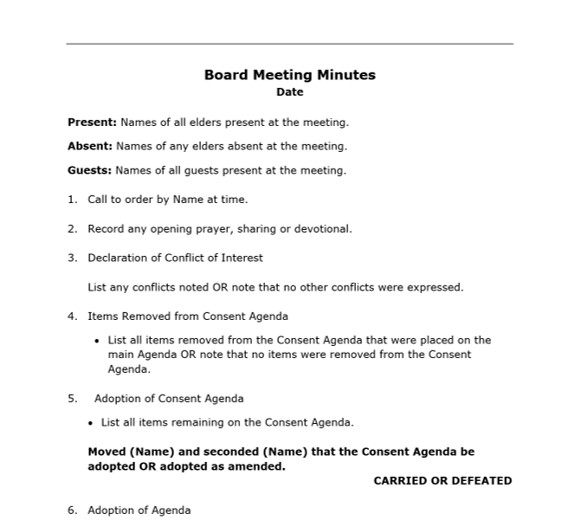 Board Meeting Minutes
Date
Present: Names of all elders present at the meeting.
Absent: Names of any elders absent at the meeting.
Guests: Names of all guests present at the meeting.
1. Call to order by Name at time.
2. Record any opening prayer, sharing or devotional.
3. Declaration of Conflict of Interest
List any conflicts noted OR note that no other conflicts were expressed.
4. Items Removed from Consent Agenda
• List all items removed from the Consent Agenda that were placed on the
main Agenda OR note that no items were removed from the Consent
Agenda.
5. Adoption of Consent Agenda
• List all items remaining on the Consent Agenda.
Moved (Name) and seconded (Name) that the Consent Agenda be
adopted OR adopted as amended.
CARRIED OR DEFEATED
6. Adoption of Agenda